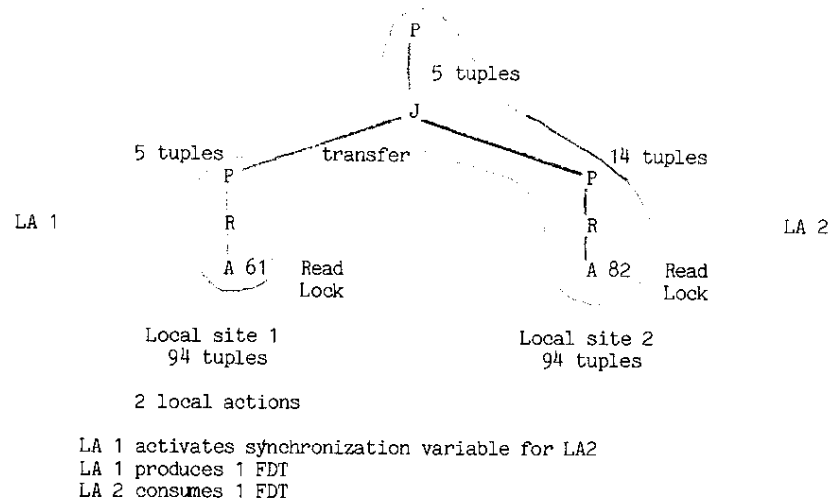 P
5 tuples
J
5 tuples transfer 14 tuples
P P
LA 1 R R LA 2
A 61 Read Lock A 82 Read Lock
Local site 1 Local site 2
94 tuples 94 tuples
2 local actions
LA 1 activates synchronization variable for LA2
LA 1 produces 1 FDT
LA 2 consumes 1 FDT